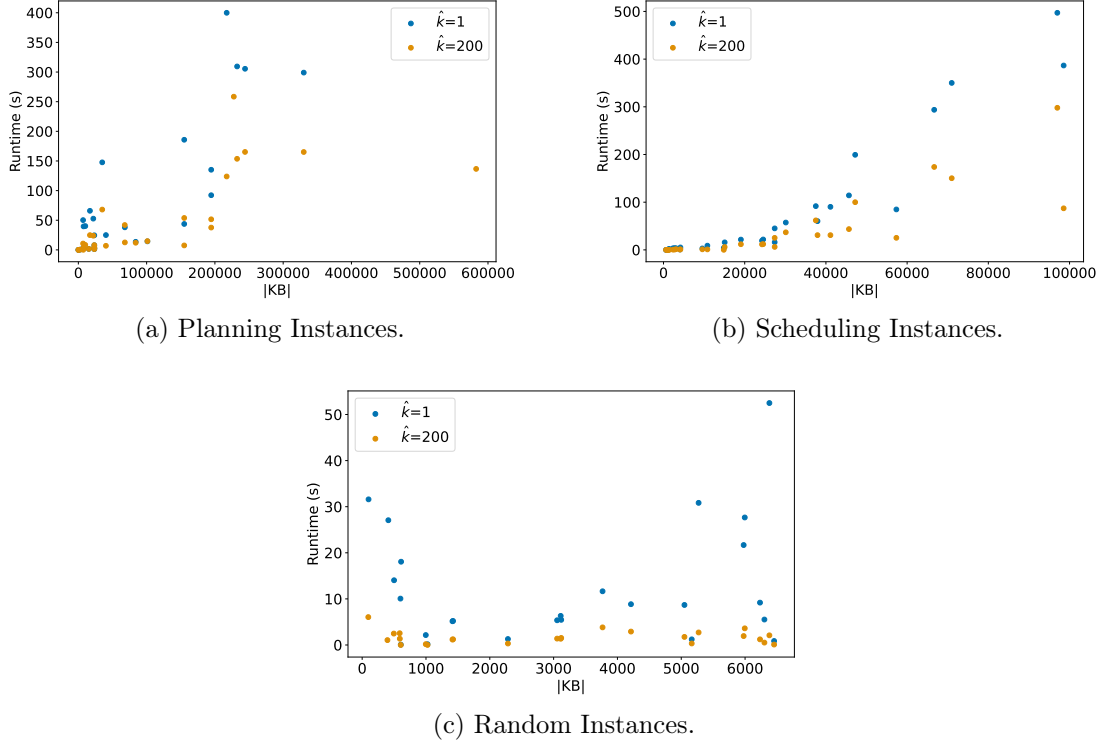 400
350
300
250
200
150
100
50
0
Runtime (s)
k̂=1
k̂=200
0 100000 200000 300000 400000 500000 600000
|KB|
(a) Planning Instances.
500
400
300
200
100
0
Runtime (s)
k̂=1
k̂=200
0 20000 40000 60000 80000 100000
|KB|
(b) Scheduling Instances.
50
40
30
20
10
0
Runtime (s)
k̂=1
k̂=200
0 1000 2000 3000 4000 5000 6000
|KB|
(c) Random Instances.